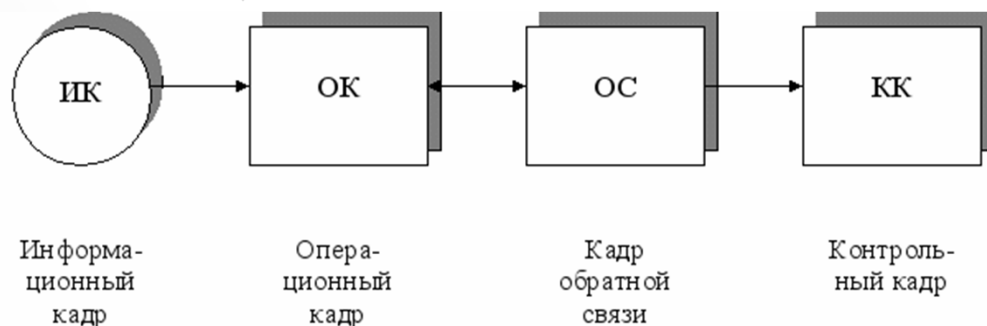 ИК
ОК
ОС
КК
Информа-
ционный
кадр
Опера-
ционный
кадр
Кадр
обратной
связи
Контроль-
ный кадр